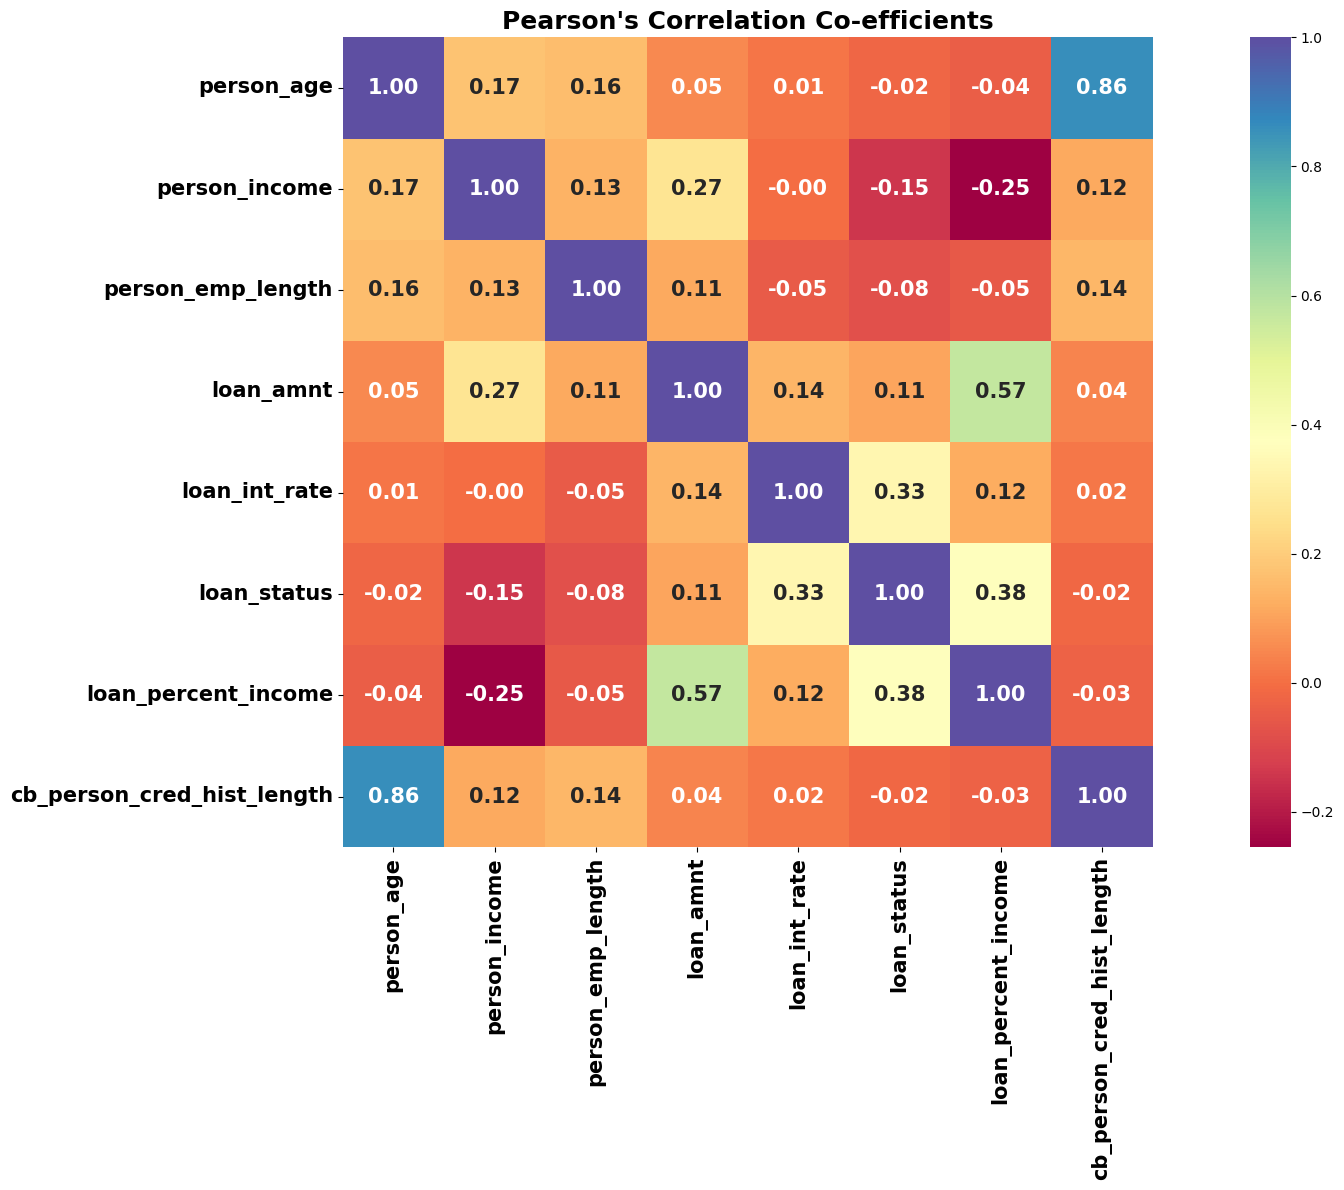 Pearson's Correlation Co-efficients
person_age 1.00 0.17 0.16 0.05 0.01 -0.02 -0.04 0.86
person_income 0.17 1.00 0.13 0.27 -0.00 -0.15 -0.25 0.12
person_emp_length 0.16 0.13 1.00 0.11 -0.05 -0.08 -0.05 0.14
loan_amnt 0.05 0.27 0.11 1.00 0.14 0.11 0.57 0.04
loan_int_rate 0.01 -0.00 -0.05 0.14 1.00 0.33 0.12 0.02
loan_status -0.02 -0.15 -0.08 0.11 0.33 1.00 0.38 -0.02
loan_percent_income -0.04 -0.25 -0.05 0.57 0.12 0.38 1.00 -0.03
cb_person_cred_hist_length 0.86 0.12 0.14 0.04 0.02 -0.02 -0.03 1.00
person_age
person_income
person_emp_length
loan_amnt
loan_int_rate
loan_status
loan_percent_income
cb_person_cred_hist_length
1.0
0.8
0.6
0.4
0.2
0.0
−0.2